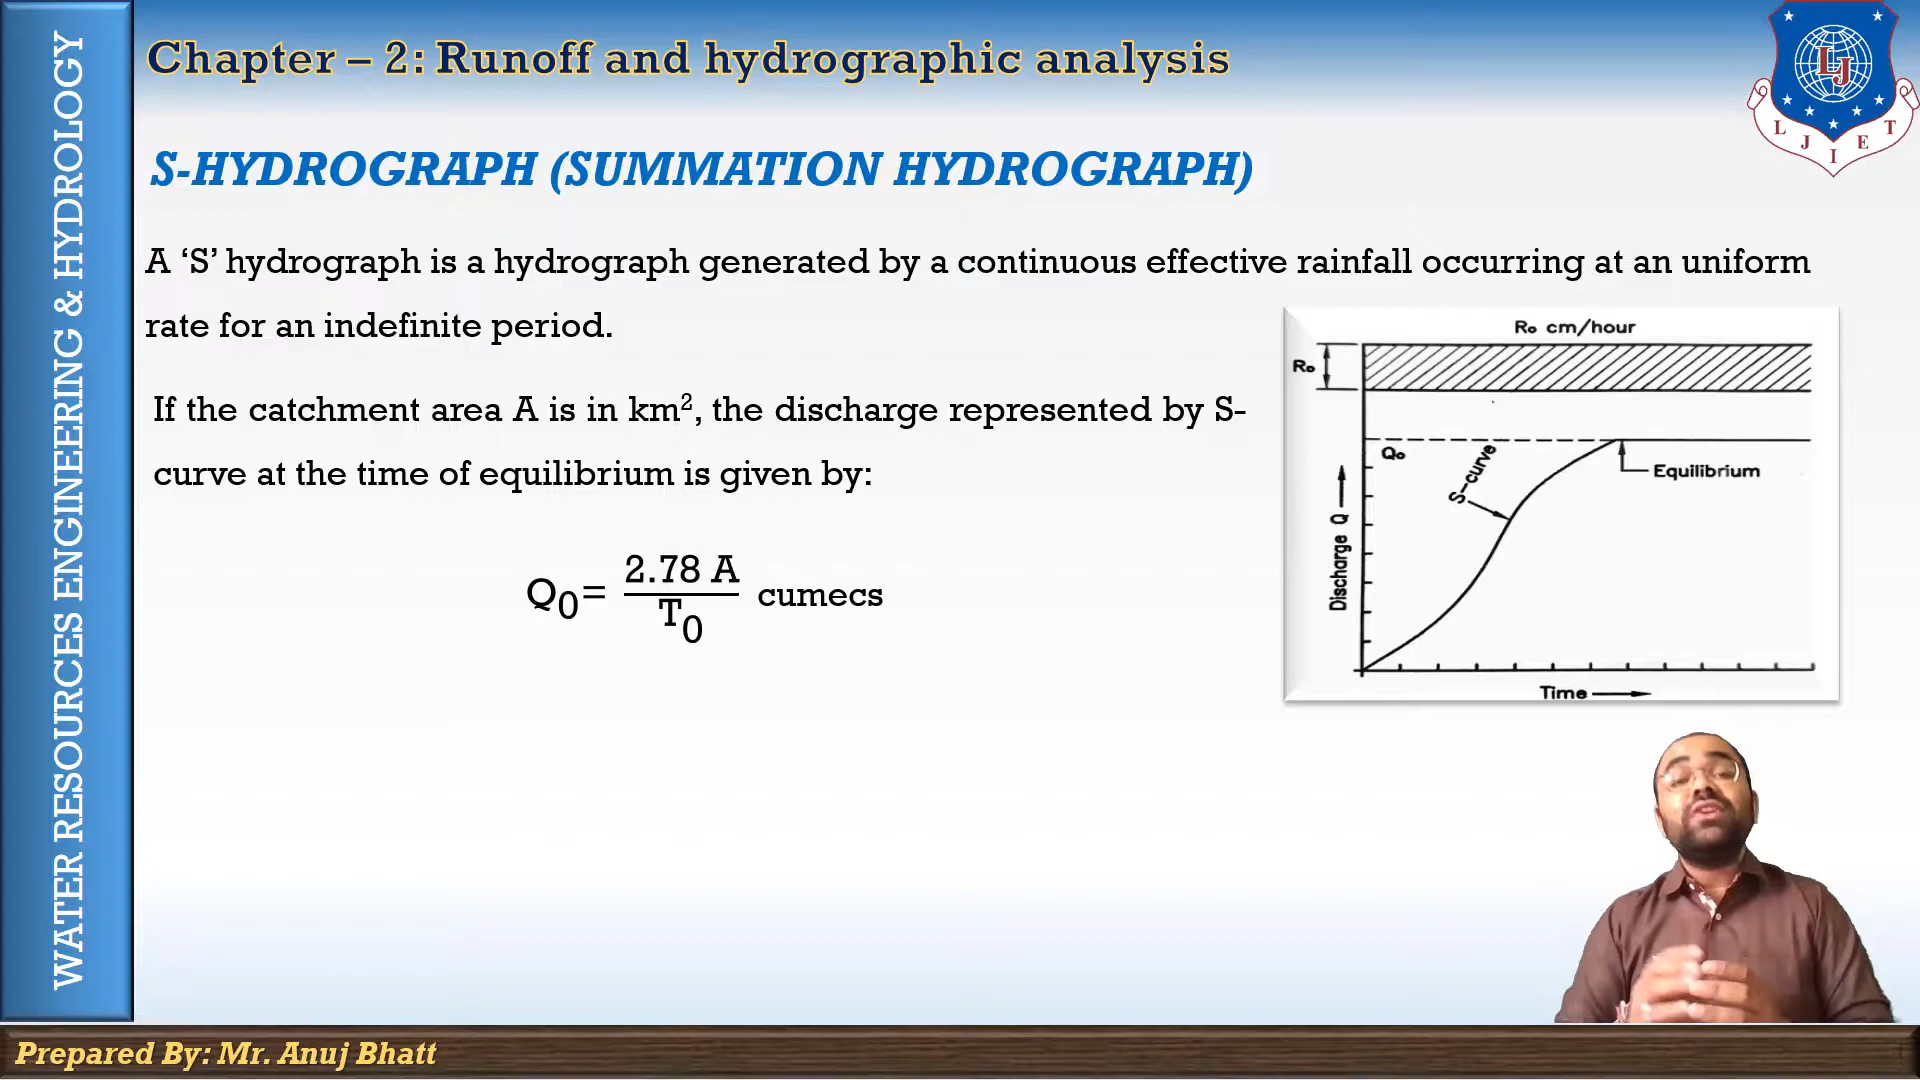 Chapter – 2: Runoff and hydrographic analysis
WATER RESOURCES ENGINEERING & HYDROLOGY
LJ
L J I E T
S-HYDROGRAPH (SUMMATION HYDROGRAPH)
A ‘S’ hydrograph is a hydrograph generated by a continuous effective rainfall occurring at an uniform
rate for an indefinite period.
If the catchment area A is in km², the discharge represented by S-
curve at the time of equilibrium is given by:
Q₀= 2.78 A / T₀ cumecs
R₀ cm/hour
R₀
Q₀
S-curve
Equilibrium
Discharge Q
Time
Prepared By: Mr. Anuj Bhatt